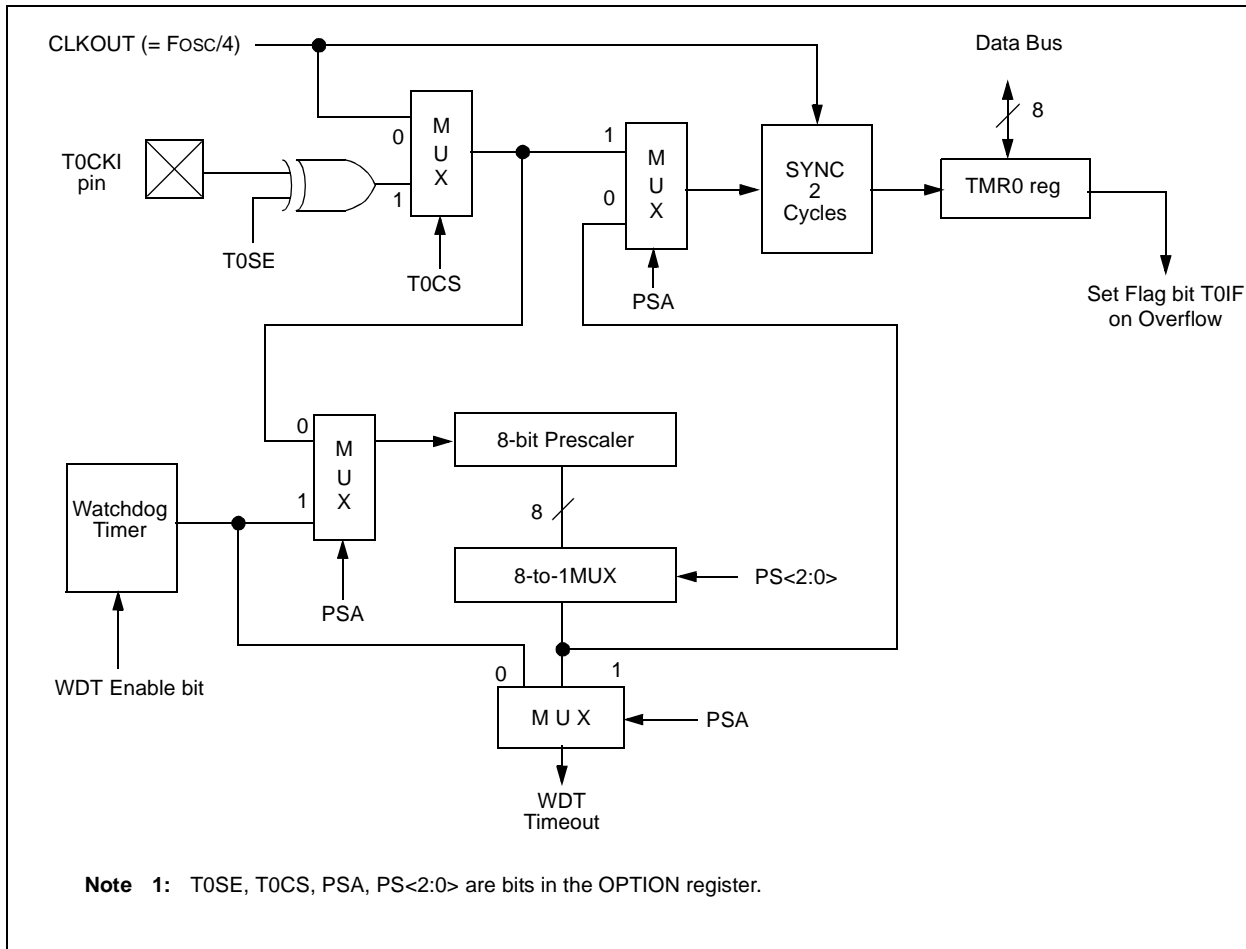 CLKOUT (= FOSC/4)
Data Bus
8
T0CKI
pin
T0SE
0
1
M
U
X
T0CS
1
0
M
U
X
PSA
SYNC
2
Cycles
TMR0 reg
Set Flag bit T0IF
on Overflow
Watchdog
Timer
WDT Enable bit
0
1
M
U
X
PSA
8-bit Prescaler
8
8-to-1MUX
PS<2:0>
0
1
M U X
PSA
WDT
Timeout
Note 1: T0SE, T0CS, PSA, PS<2:0> are bits in the OPTION register.